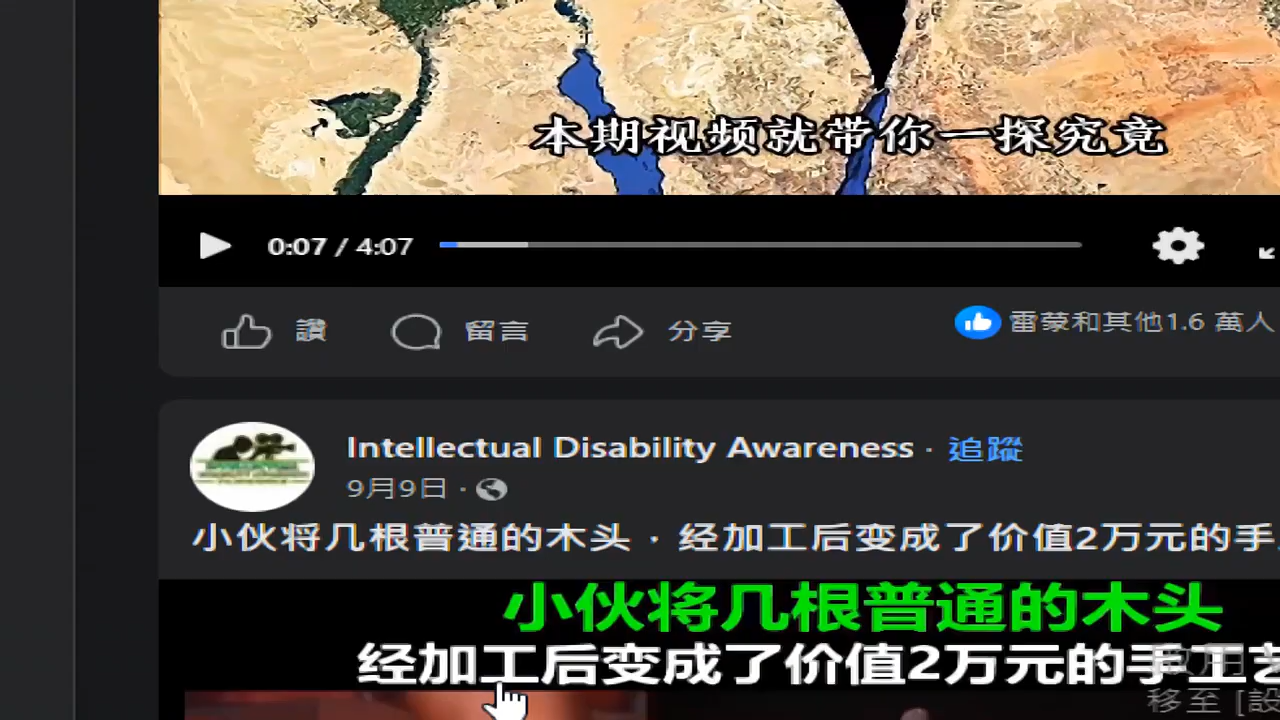 本期视频就带你一探究竟
0:07 / 4:07
讚 留言 分享 雷蒙和其他1.6 萬人
Intellectual Disability Awareness · 追蹤
9月9日 ·
小伙将几根普通的木头·经加工后变成了价值2万元的手
小伙将几根普通的木头
经加工后变成了价值2万元的手工艺
移至 [設